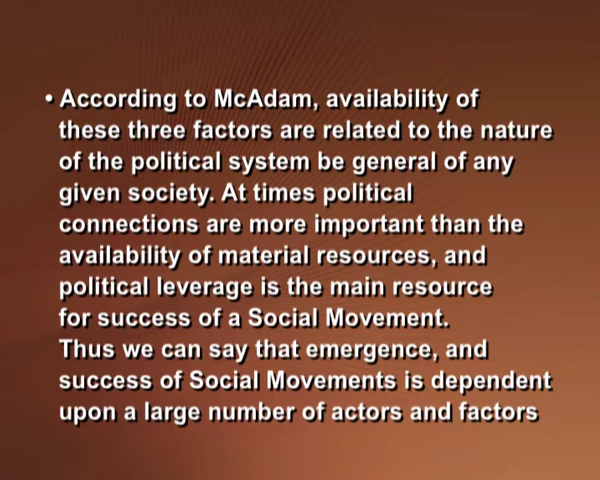 • According to McAdam, availability of
these three factors are related to the nature
of the political system be general of any
given society. At times political
connections are more important than the
availability of material resources, and
political leverage is the main resource
for success of a Social Movement.
Thus we can say that emergence, and
success of Social Movements is dependent
upon a large number of actors and factors